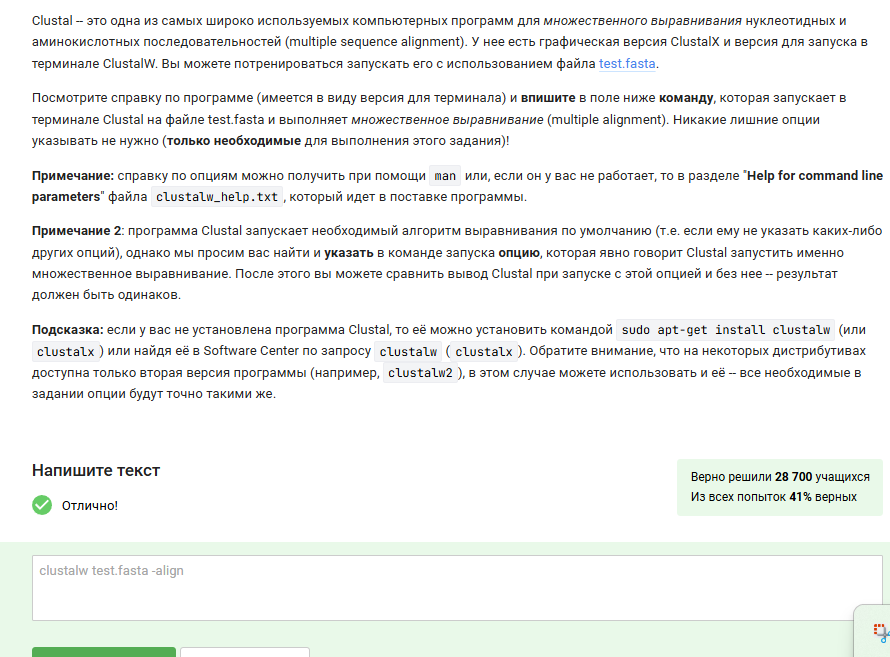 Clustal -- это одна из самых широко используемых компьютерных программ для множественного выравнивания нуклеотидных и
аминокислотных последовательностей (multiple sequence alignment). У нее есть графическая версия ClustalX и версия для запуска в
терминале ClustalW. Вы можете потренироваться запускать его с использованием файла test.fasta.
Посмотрите справку по программе (имеется в виду версия для терминала) и впишите в поле ниже команду, которая запускает в
терминале Clustal на файле test.fasta и выполняет множественное выравнивание (multiple alignment). Никакие лишние опции
указывать не нужно (только необходимые для выполнения этого задания)!
Примечание: справку по опциям можно получить при помощи man или, если он у вас не работает, то в разделе "Help for command line
parameters" файла clustalw_help.txt, который идет в поставке программы.
Примечание 2: программа Clustal запускает необходимый алгоритм выравнивания по умолчанию (т.е. если ему не указать каких-либо
других опций), однако мы просим вас найти и указать в команде запуска опцию, которая явно говорит Clustal запустить именно
множественное выравнивание. После этого вы можете сравнить вывод Clustal при запуске с этой опцией и без нее -- результат
должен быть одинаков.
Подсказка: если у вас не установлена программа Clustal, то её можно установить командой sudo apt-get install clustalw (или
clustalx) или найдя её в Software Center по запросу clustalw (clustalx). Обратите внимание, что на некоторых дистрибутивах
доступна только вторая версия программы (например, clustalw2), в этом случае можете использовать и её -- все необходимые в
задании опции будут точно такими же.
Напишите текст
Верно решили 28 700 учащихся
Из всех попыток 41% верных
Отлично!
clustalw test.fasta -align